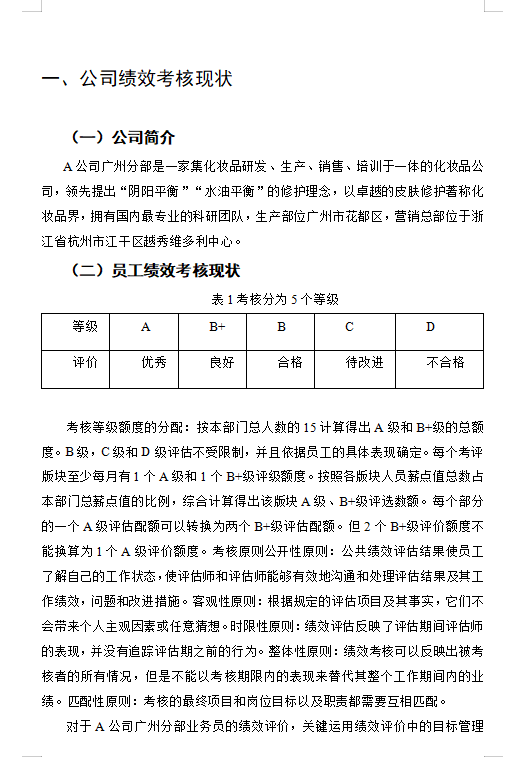 一、公司绩效考核现状
（一）公司简介
A 公司广州分部是一家集化妆品研发、生产、销售、培训于一体的化妆品公
司，领先提出“阴阳平衡”“水油平衡”的修护理念，以卓越的皮肤修护著称化
妆品界，拥有国内最专业的科研团队，生产部位广州市花都区，营销总部位于浙
江省杭州市江干区越秀维多利中心。
（二）员工绩效考核现状
表 1 考核分为 5 个等级
等级 A B+ B C D
评价 优秀 良好 合格 待改进 不合格
考核等级额度的分配：按本部门总人数的 15 计算得出 A 级和 B+级的总额
度。B 级，C 级和 D 级评估不受限制，并且依据员工的具体表现确定。每个考评
版块至少每月有 1 个 A 级和 1 个 B+级评级额度。按照各版块人员薪点值总数占
本部门总薪点值的比例，综合计算得出该版块 A 级、B+级评选数额。每个部分
的一个 A 级评估配额可以转换为两个 B+级评估配额。但 2 个 B+级评价额度不
能换算为 1 个 A 级评价额度。考核原则公开性原则：公共绩效评估结果使员工
了解自己的工作状态，使评估师和评估师能够有效地沟通和处理评估结果及其工
作绩效，问题和改进措施。客观性原则：根据规定的评估项目及其事实，它们不
会带来个人主观因素或任意猜想。时限性原则：绩效评估反映了评估期间评估师
的表现，并没有追踪评估期之前的行为。整体性原则：绩效考核可以反映出被考
核者的所有情况，但是不能以考核期限内的表现来替代其整个工作期间内的业
绩。匹配性原则：考核的最终项目和岗位目标以及职责都需要互相匹配。
对于 A 公司广州分部业务员的绩效评价，关键运用绩效评价中的目标管理